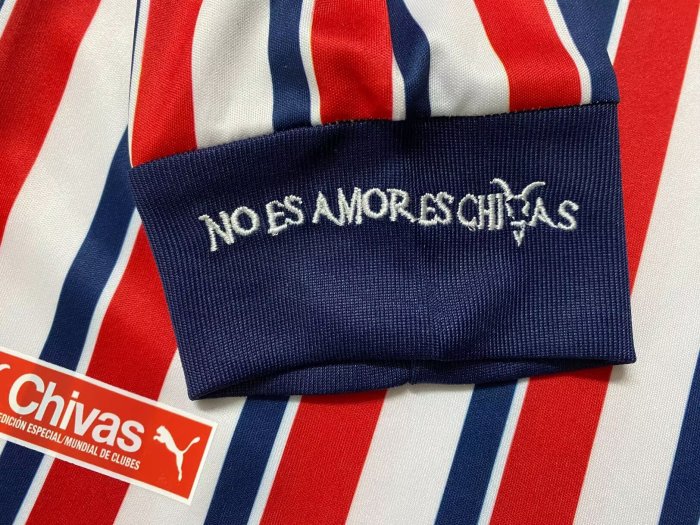 NO ES AMOR, ES CHIVAS
Chivas
EDICIÓN ESPECIAL/MUNDIAL DE CLUBES